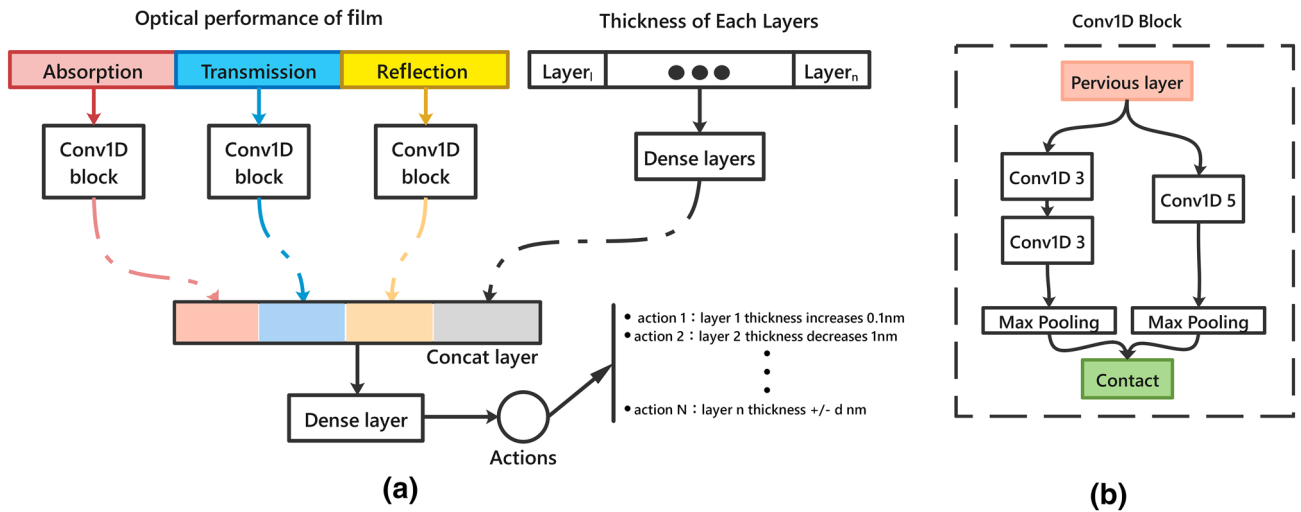 Optical performance of film
Thickness of Each Layers
Conv1D Block
Absorption
Transmission
Reflection
Layerₗ
Layerₙ
Pervious layer
Conv1D
block
Conv1D
block
Conv1D
block
Dense layers
Conv1D 3
Conv1D 5
Conv1D 3
Max Pooling
Max Pooling
Contact
Concat layer
Dense layer
Actions
• action 1：layer 1 thickness increases 0.1nm
• action 2：layer 2 thickness decreases 1nm
• action N：layer n thickness +/- d nm
(a)
(b)